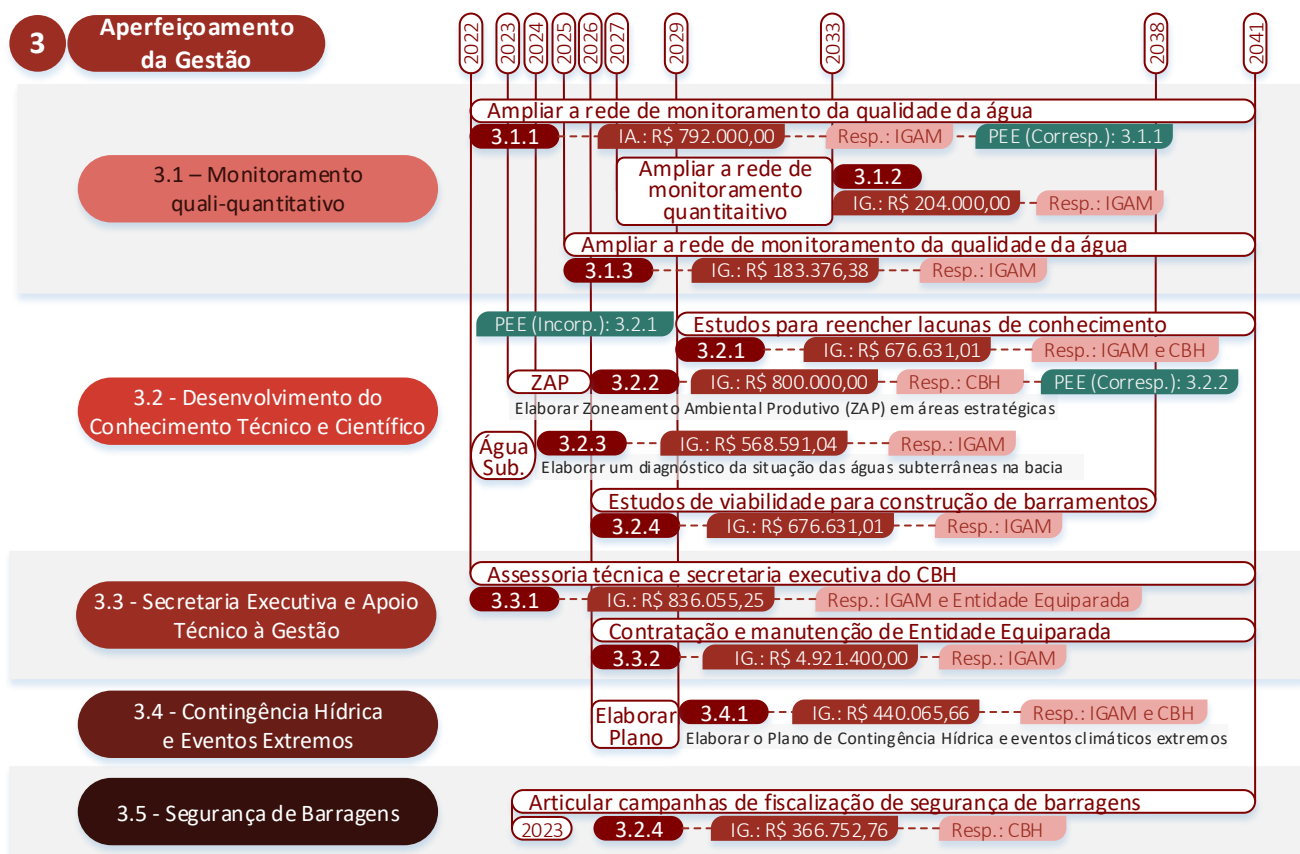 3
Aperfeiçoamento
da Gestão
2022
2023
2024
2025
2026
2027
2029
2033
2038
2041
3.1 – Monitoramento
quali-quantitativo
Ampliar a rede de monitoramento da qualidade da água
3.1.1
IA.: R$ 792.000,00
Resp.: IGAM
PEE (Corresp.): 3.1.1
Ampliar a rede de
monitoramento
quantitaitivo
3.1.2
IG.: R$ 204.000,00
Resp.: IGAM
Ampliar a rede de monitoramento da qualidade da água
3.1.3
IG.: R$ 183.376,38
Resp.: IGAM
3.2 - Desenvolvimento do
Conhecimento Técnico e Científico
PEE (Incorp.): 3.2.1
Estudos para reencher lacunas de conhecimento
3.2.1
IG.: R$ 676.631,01
Resp.: IGAM e CBH
ZAP
3.2.2
IG.: R$ 800.000,00
Resp.: CBH
PEE (Corresp.): 3.2.2
Elaborar Zoneamento Ambiental Produtivo (ZAP) em áreas estratégicas
Água
Sub.
3.2.3
IG.: R$ 568.591,04
Resp.: IGAM
Elaborar um diagnóstico da situação das águas subterrâneas na bacia
Estudos de viabilidade para construção de barramentos
3.2.4
IG.: R$ 676.631,01
Resp.: IGAM
3.3 - Secretaria Executiva e Apoio
Técnico à Gestão
Assessoria técnica e secretaria executiva do CBH
3.3.1
IG.: R$ 836.055,25
Resp.: IGAM e Entidade Equiparada
Contratação e manutenção de Entidade Equiparada
3.3.2
IG.: R$ 4.921.400,00
Resp.: IGAM
3.4 - Contingência Hídrica
e Eventos Extremos
Elaborar
Plano
3.4.1
IG.: R$ 440.065,66
Resp.: IGAM e CBH
Elaborar o Plano de Contingência Hídrica e eventos climáticos extremos
3.5 - Segurança de Barragens
Articular campanhas de fiscalização de segurança de barragens
2023
3.2.4
IG.: R$ 366.752,76
Resp.: CBH